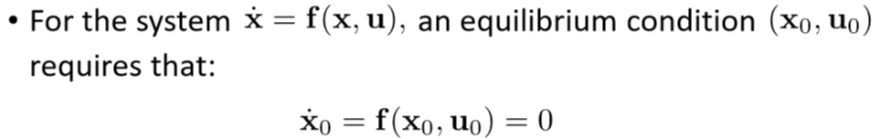 • For the system ẋ = f(x, u), an equilibrium condition (x₀, u₀)
requires that:
ẋ₀ = f(x₀, u₀) = 0